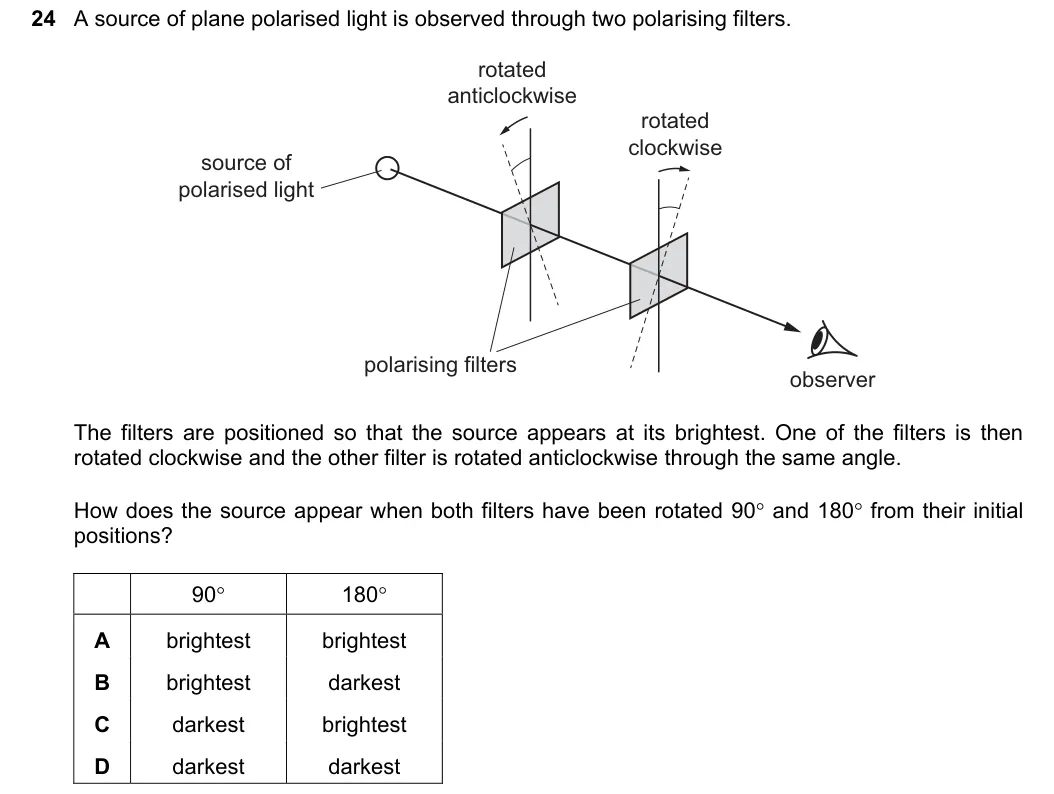 24 A source of plane polarised light is observed through two polarising filters.
rotated
anticlockwise
rotated
clockwise
source of
polarised light
polarising filters
observer
The filters are positioned so that the source appears at its brightest. One of the filters is then
rotated clockwise and the other filter is rotated anticlockwise through the same angle.
How does the source appear when both filters have been rotated 90° and 180° from their initial
positions?
90° 180°
A brightest brightest
B brightest darkest
C darkest brightest
D darkest darkest